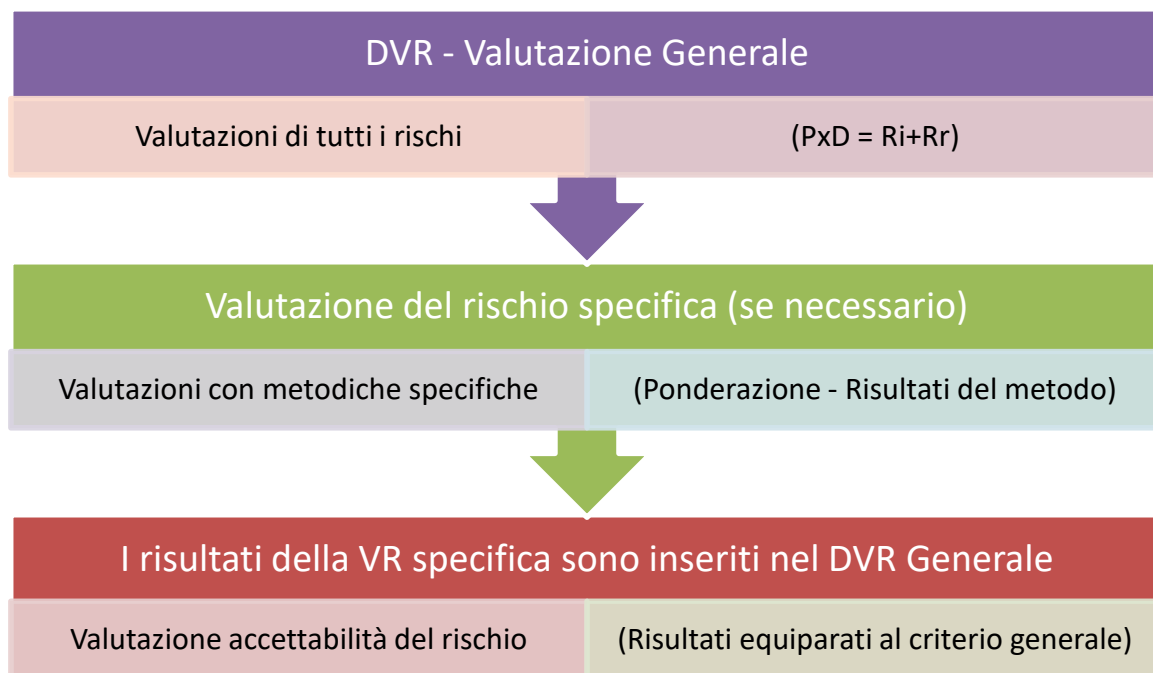 DVR - Valutazione Generale
Valutazioni di tutti i rischi
(PxD = Ri+Rr)
Valutazione del rischio specifica (se necessario)
Valutazioni con metodiche specifiche
(Ponderazione - Risultati del metodo)
I risultati della VR specifica sono inseriti nel DVR Generale
Valutazione accettabilità del rischio
(Risultati equiparati al criterio generale)